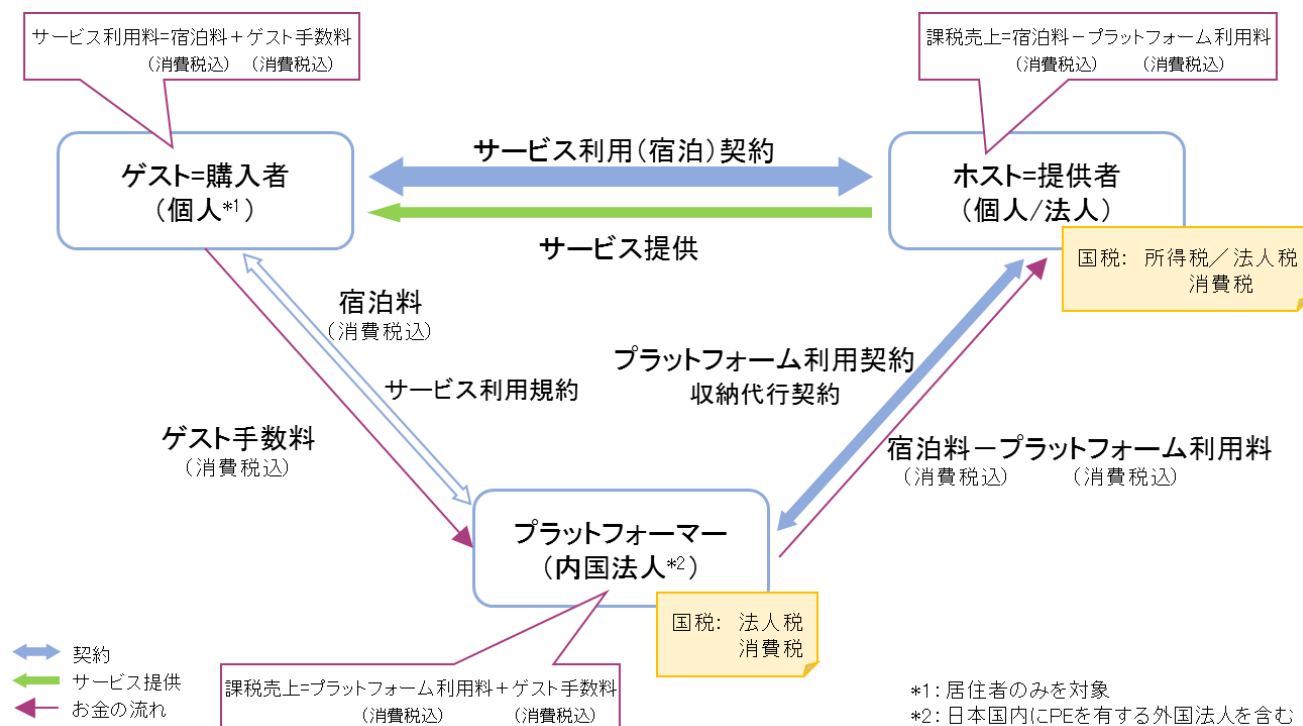 サービス利用料=宿泊料+ゲスト手数料
(消費税込) (消費税込)
課税売上=宿泊料-プラットフォーム利用料
(消費税込) (消費税込)
ゲスト=購入者
(個人*1)
サービス利用(宿泊)契約
サービス提供
ホスト=提供者
(個人/法人)
国税: 所得税/法人税
消費税
宿泊料
(消費税込)
サービス利用規約
プラットフォーム利用契約
収納代行契約
ゲスト手数料
(消費税込)
宿泊料-プラットフォーム利用料
(消費税込) (消費税込)
プラットフォーマー
(内国法人*2)
国税: 法人税
消費税
契約
サービス提供
お金の流れ
課税売上=プラットフォーム利用料+ゲスト手数料
(消費税込) (消費税込)
*1:居住者のみを対象
*2:日本国内にPEを有する外国法人を含む